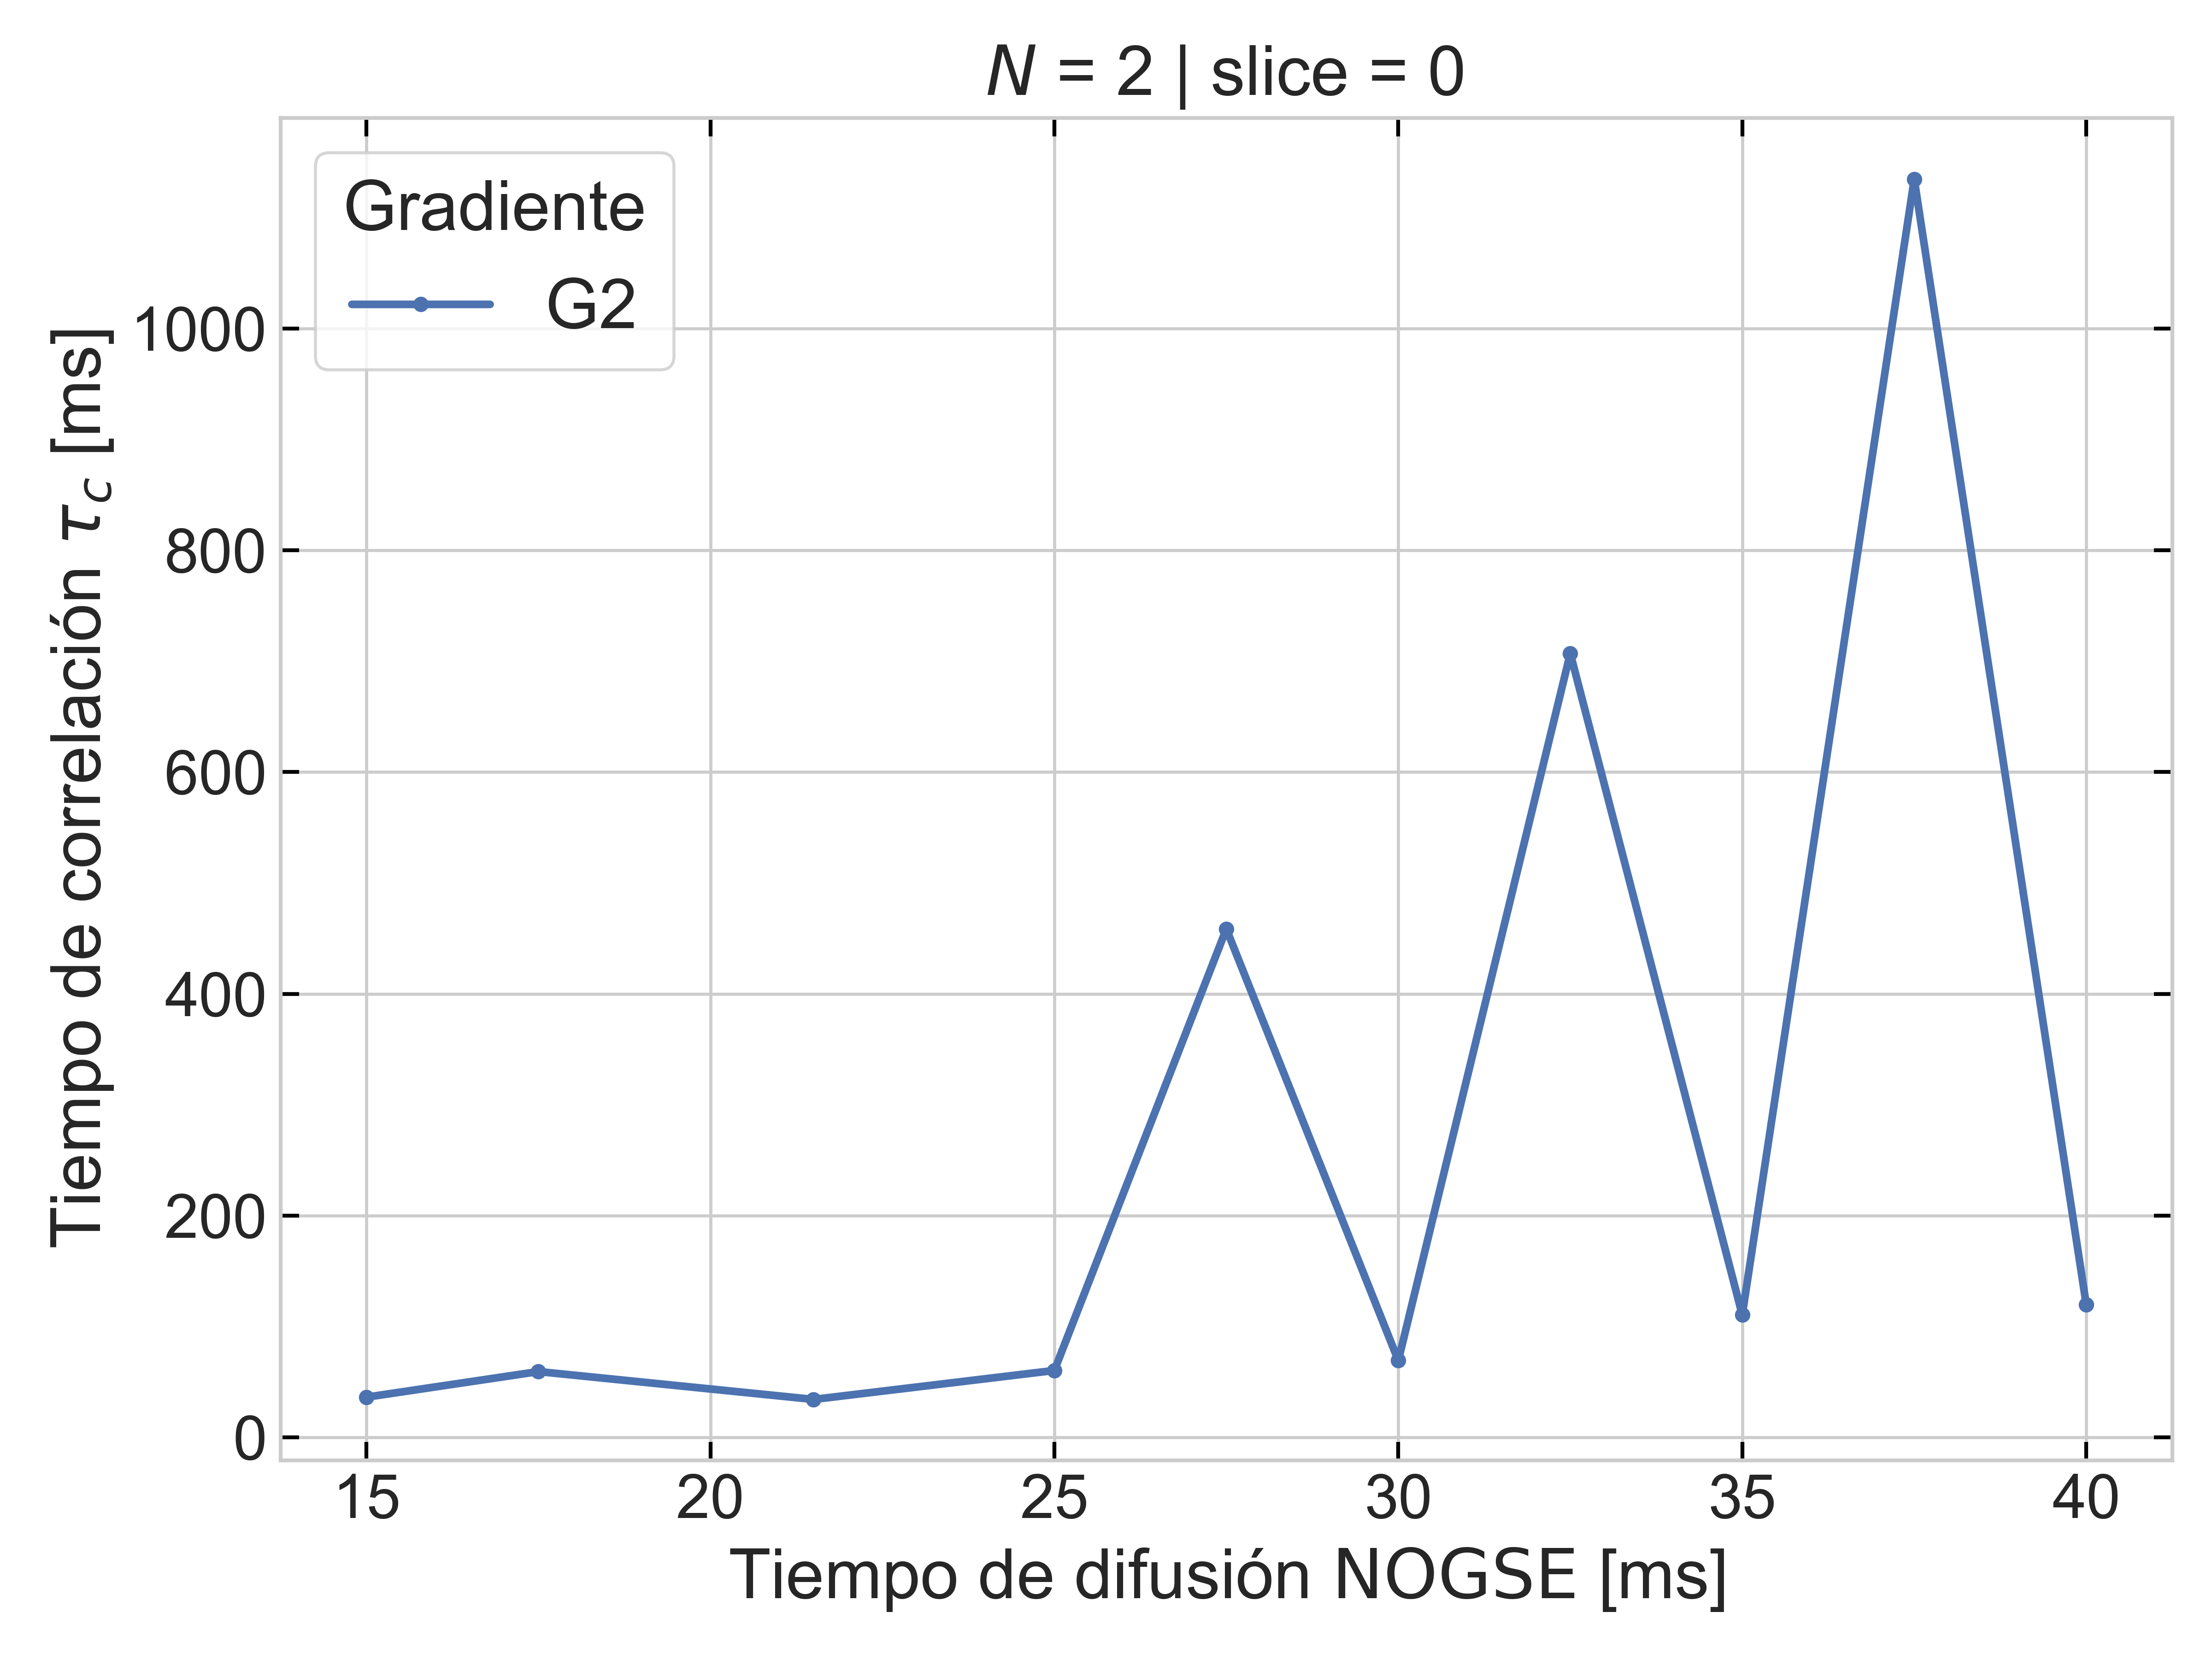 N = 2 | slice = 0
Gradiente
G2
Tiempo de correlación τc [ms]
1000
800
600
400
200
0
15 20 25 30 35 40
Tiempo de difusión NOGSE [ms]